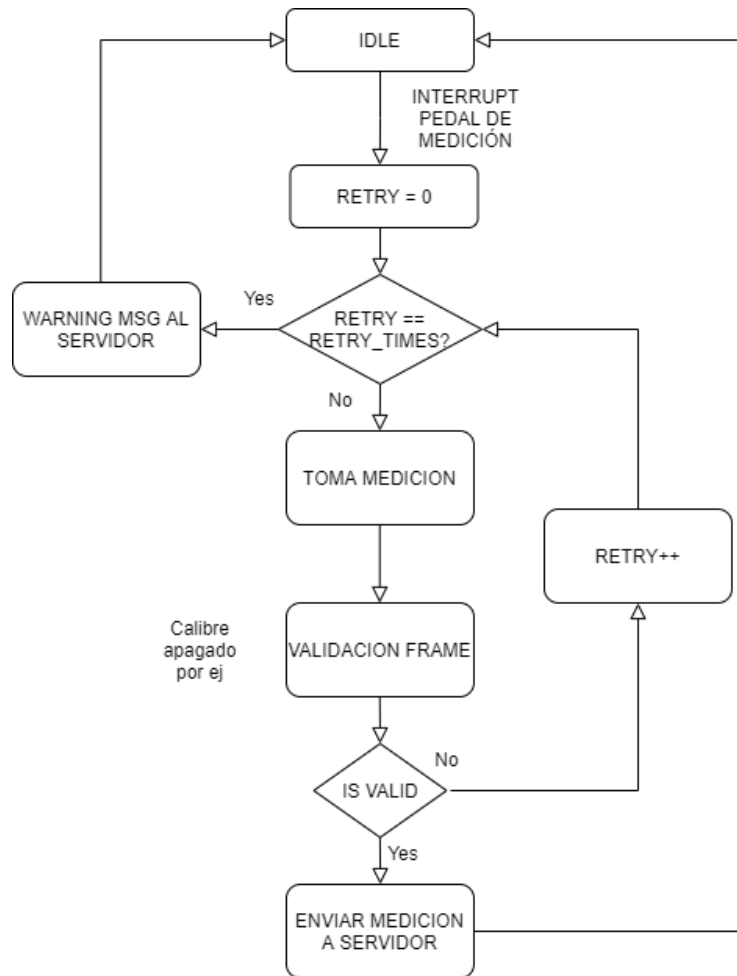 IDLE
INTERRUPT
PEDAL DE
MEDICIÓN
RETRY = 0
Yes
WARNING MSG AL
SERVIDOR
RETRY ==
RETRY_TIMES?
No
TOMA MEDICION
RETRY++
Calibre
apagado
por ej
VALIDACION FRAME
No
IS VALID
Yes
ENVIAR MEDICION
A SERVIDOR